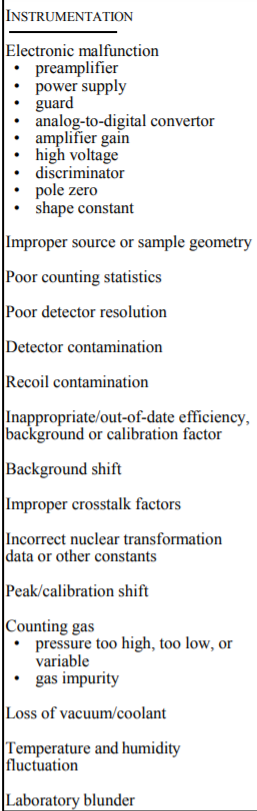 INSTRUMENTATION
Electronic malfunction
• preamplifier
• power supply
• guard
• analog-to-digital convertor
• amplifier gain
• high voltage
• discriminator
• pole zero
• shape constant
Improper source or sample geometry
Poor counting statistics
Poor detector resolution
Detector contamination
Recoil contamination
Inappropriate/out-of-date efficiency,
background or calibration factor
Background shift
Improper crosstalk factors
Incorrect nuclear transformation
data or other constants
Peak/calibration shift
Counting gas
• pressure too high, too low, or
variable
• gas impurity
Loss of vacuum/coolant
Temperature and humidity
fluctuation
Laboratory blunder